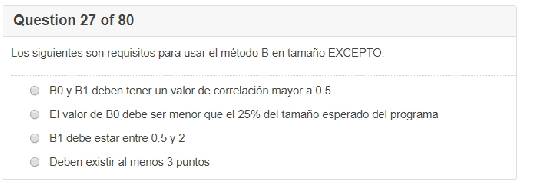 Question 27 of 80
Los siguientes son requisitos para usar el método B en tamaño EXCEPTO:
B0 y B1 deben tener un valor de correlación mayor a 0.5
El valor de B0 debe ser menor que el 25% del tamaño esperado del programa
B1 debe estar entre 0.5 y 2
Deben existir al menos 3 puntos